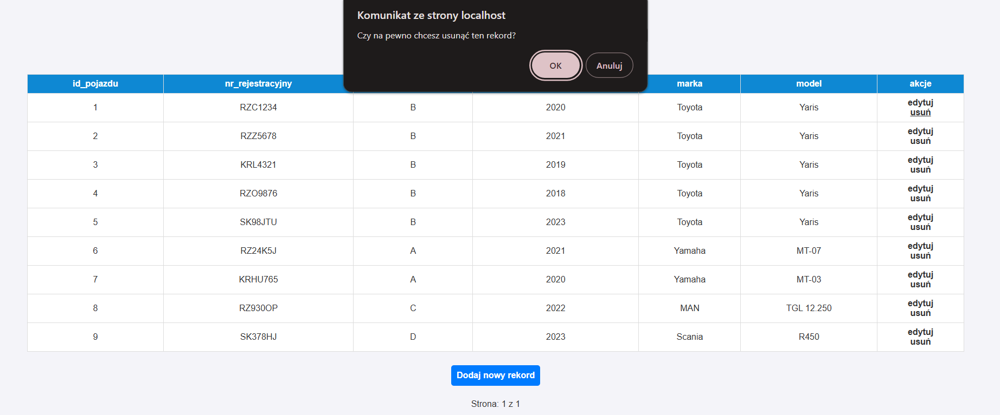 Komunikat ze strony localhost
Czy na pewno chcesz usunąć ten rekord?
OK Anuluj
id_pojazdu nr_rejestracyjny marka model akcje
1 RZC1234 B 2020 Toyota Yaris edytuj
usuń
2 RZZ5678 B 2021 Toyota Yaris edytuj
usuń
3 KRL4321 B 2019 Toyota Yaris edytuj
usuń
4 RZO9876 B 2018 Toyota Yaris edytuj
usuń
5 SK98JTU B 2023 Toyota Yaris edytuj
usuń
6 RZ24K5J A 2021 Yamaha MT-07 edytuj
usuń
7 KRHU765 A 2020 Yamaha MT-03 edytuj
usuń
8 RZ930OP C 2022 MAN TGL 12.250 edytuj
usuń
9 SK378HJ D 2023 Scania R450 edytuj
usuń
Dodaj nowy rekord
Strona: 1 z 1